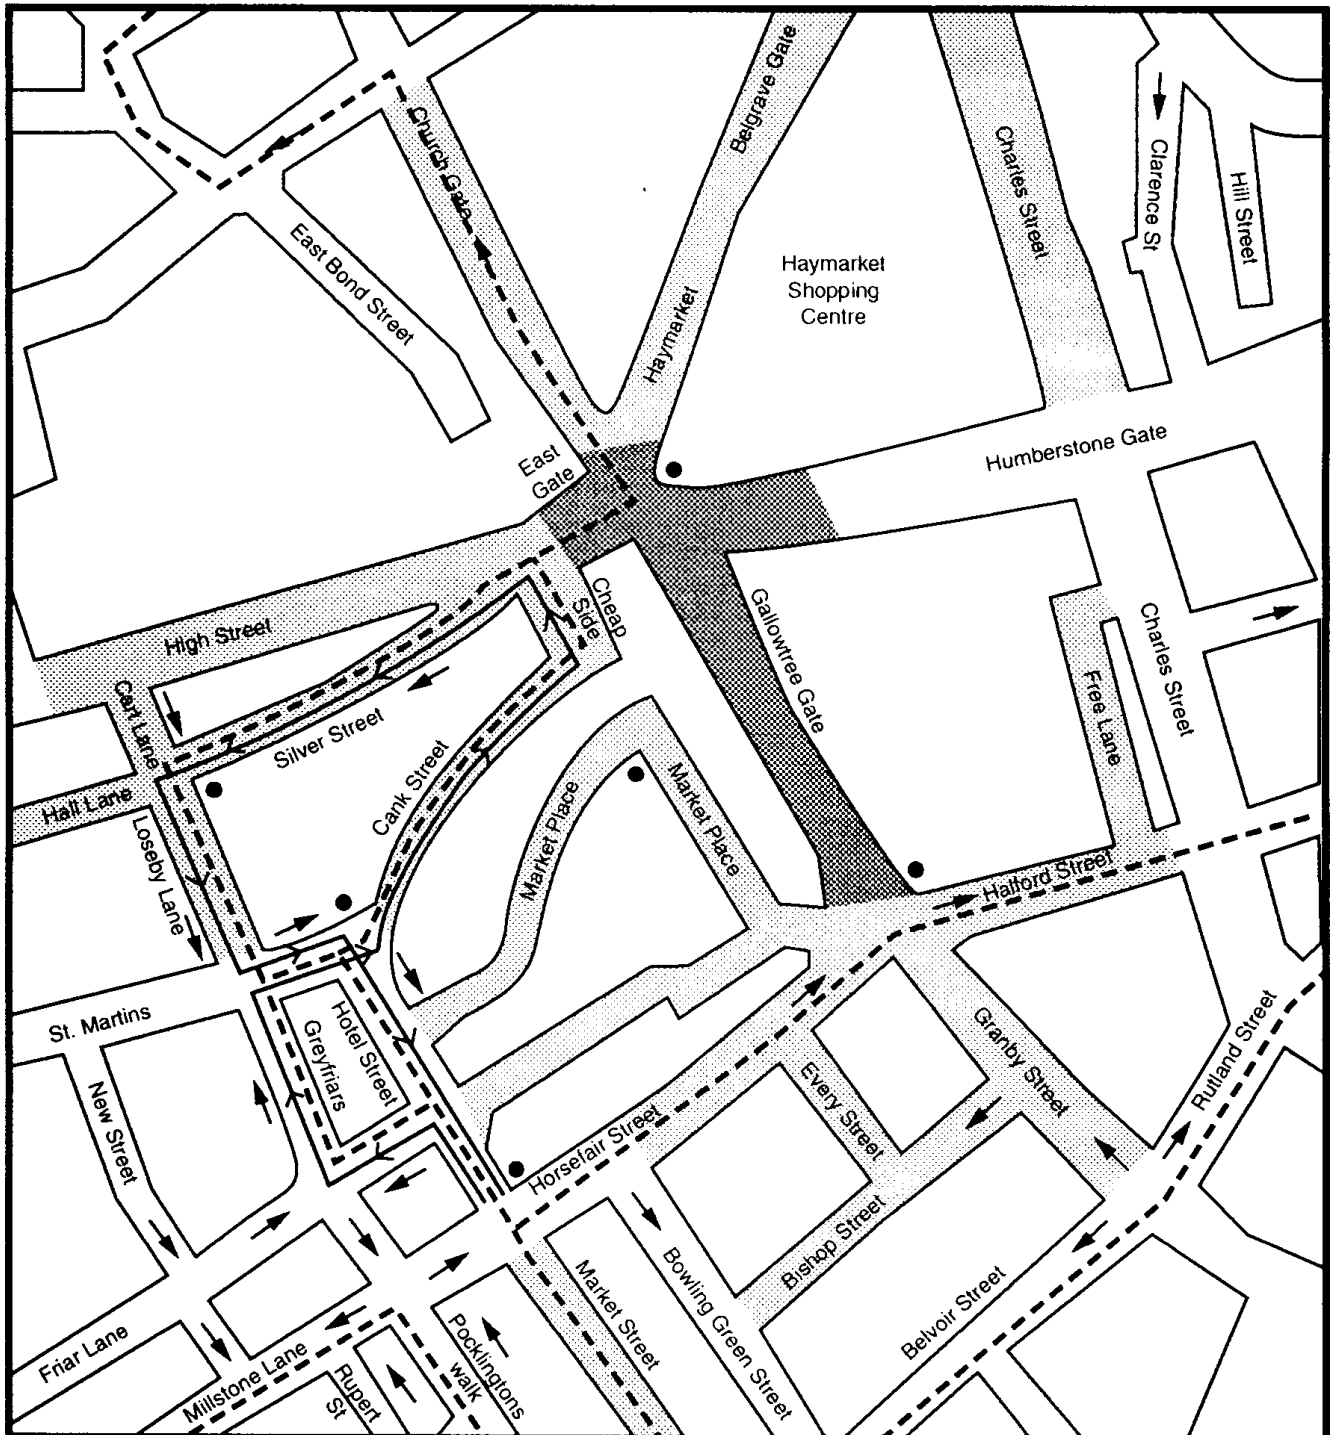 Belgrave Gate
Church Gate
Charles Street
Clarence St
Hill Street
East Bond Street
Haymarket
Shopping
Centre
Haymarket
East
Gate
Humberstone Gate
Cheap
Side
High Street
Gallowtree Gate
Charles Street
Cart Lane
Free Lane
Silver Street
Cank Street
Market Place
Market Place
Hall Lane
Loseby Lane
Halford Street
St. Martins
Hotel Street
Greyfriars
Granby Street
Rutland Street
New Street
Every Street
Horsefair Street
Bishop Street
Market Street
Bowling Green Street
Belvoir Street
Friar Lane
Millstone Lane
Rupert
St
Pocklingtons
walk